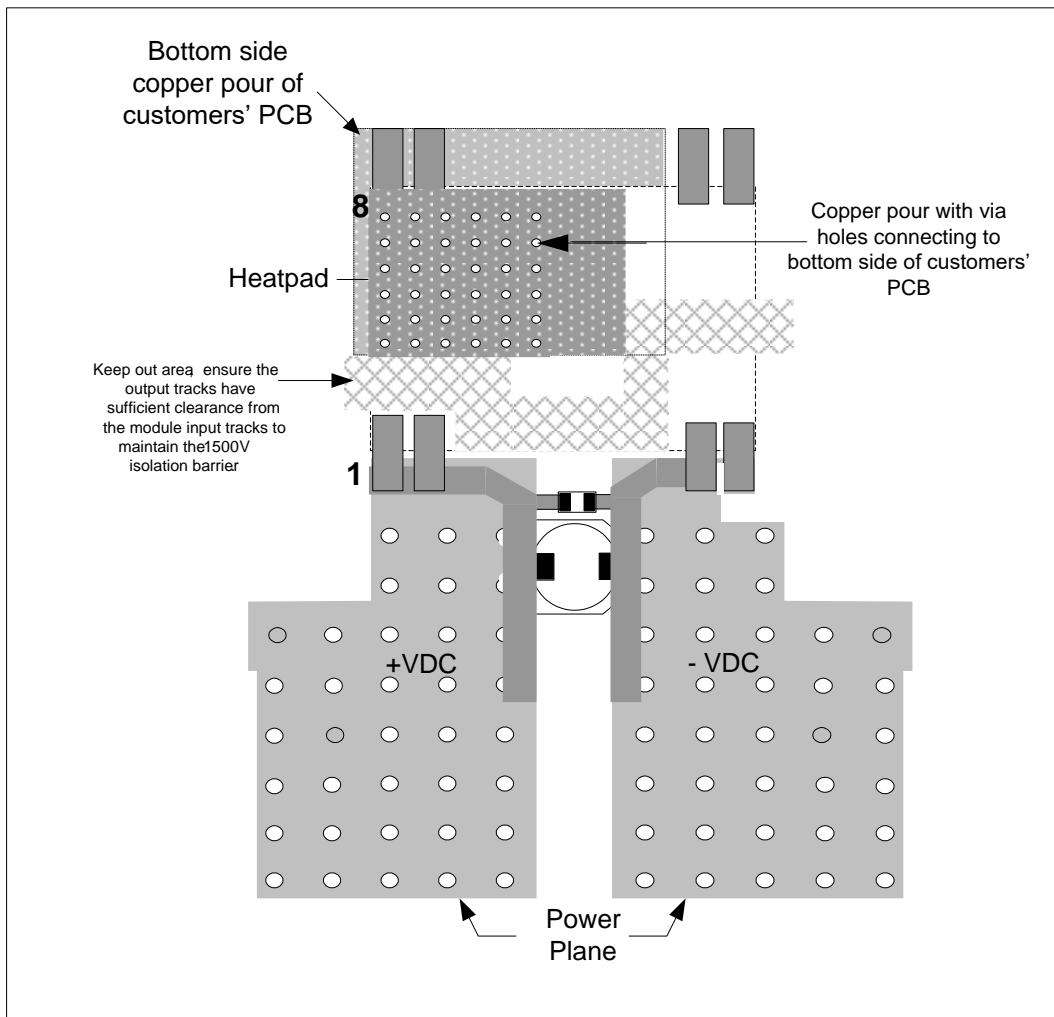 Bottom side
copper pour of
customers' PCB
8
Copper pour with via
holes connecting to
bottom side of customers'
PCB
Heatpad
Keep out area, ensure the
output tracks have
sufficient clearance from
the module input tracks to
maintain the 1500V
isolation barrier
1
+VDC
- VDC
Power
Plane